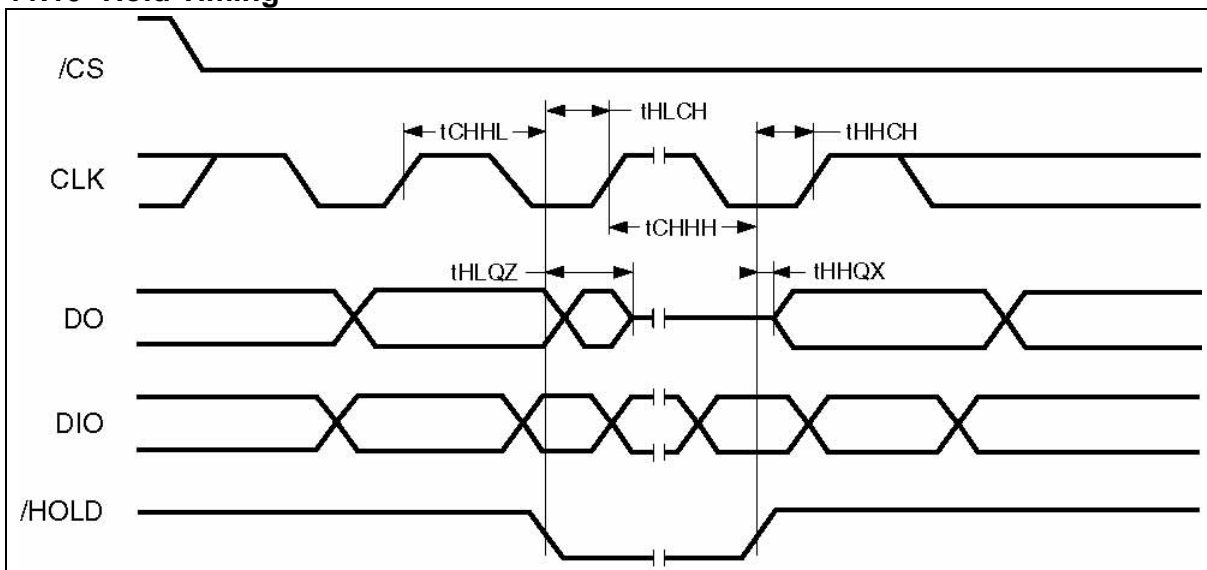 /CS
tHLCH
tCHHL
tHHCH
CLK
tCHHH
tHLQZ
tHHQX
DO
DIO
/HOLD